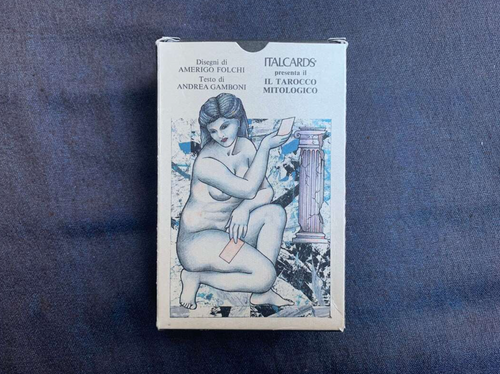 Disegni di
AMERIGO FOLCHI
Testo di
ANDREA GAMBONI
ITALCARDS®
presenta il
IL TAROCCO
MITOLOGICO